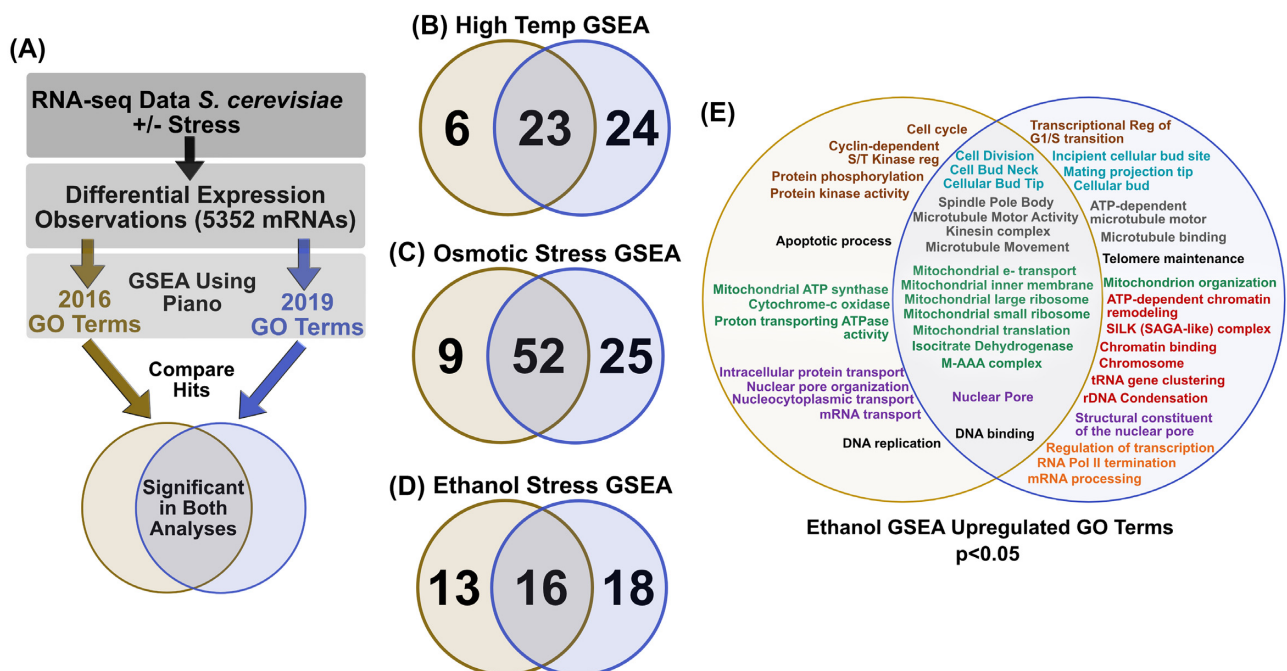 (A)
RNA-seq Data S. cerevisiae
+/- Stress
Differential Expression
Observations (5352 mRNAs)
GSEA Using
Piano
2016
GO Terms
2019
GO Terms
Compare
Hits
Significant
in Both
Analyses
(B) High Temp GSEA
6
23
24
(C) Osmotic Stress GSEA
9
52
25
(D) Ethanol Stress GSEA
13
16
18
(E)
Cell cycle
Cyclin-dependent
S/T Kinase reg
Protein phosphorylation
Protein kinase activity
Apoptotic process
Mitochondrial ATP synthase
Cytochrome-c oxidase
Proton transporting ATPase
activity
Intracellular protein transport
Nuclear pore organization
Nucleocytoplasmic transport
mRNA transport
DNA replication
Cell Division
Cell Bud Neck
Cellular Bud Tip
Spindle Pole Body
Microtubule Motor Activity
Kinesin complex
Microtubule Movement
Mitochondrial e- transport
Mitochondrial inner membrane
Mitochondrial large ribosome
Mitochondrial small ribosome
Mitochondrial translation
Isocitrate Dehydrogenase
M-AAA complex
Nuclear Pore
DNA binding
Transcriptional Reg of
G1/S transition
Incipient cellular bud site
Mating projection tip
Cellular bud
ATP-dependent
microtubule motor
Microtubule binding
Telomere maintenance
Mitochondrion organization
ATP-dependent chromatin
remodeling
SILK (SAGA-like) complex
Chromatin binding
Chromosome
tRNA gene clustering
rDNA Condensation
Structural constituent
of the nuclear pore
Regulation of transcription
RNA Pol II termination
mRNA processing
Ethanol GSEA Upregulated GO Terms
p<0.05